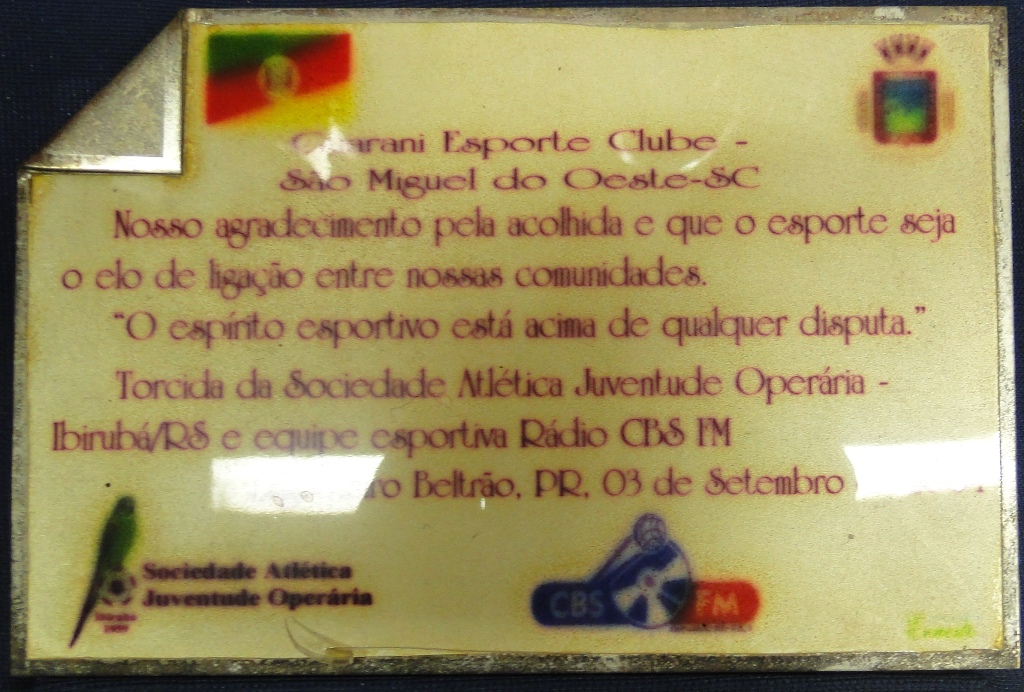 Guarani Esporte Clube -
São Miguel do Oeste-SC
Nosso agradecimento pela acolhida e que o esporte seja
o elo de ligação entre nossas comunidades.
“O espírito esportivo está acima de qualquer disputa.”
Torcida da Sociedade Atlética Juventude Operária -
Ibirubá/RS e equipe esportiva Rádio CBS FM
Beltrão, PR, 03 de Setembro
Sociedade Atlética
Juventude Operária
CBS FM